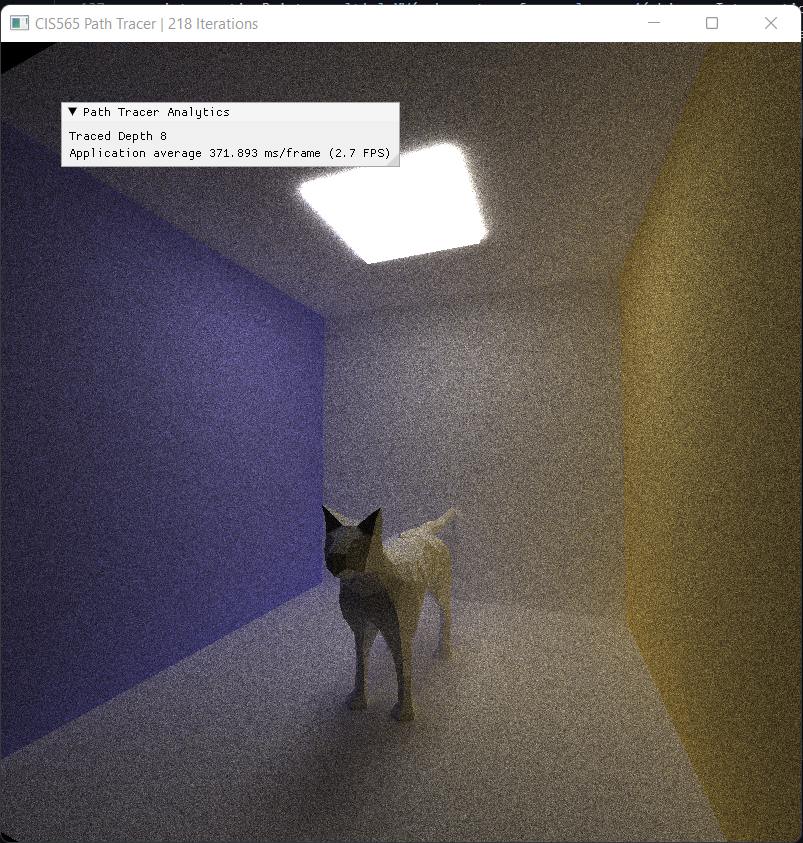 CIS565 Path Tracer | 218 Iterations
Path Tracer Analytics
Traced Depth 8
Application average 371.893 ms/frame (2.7 FPS)